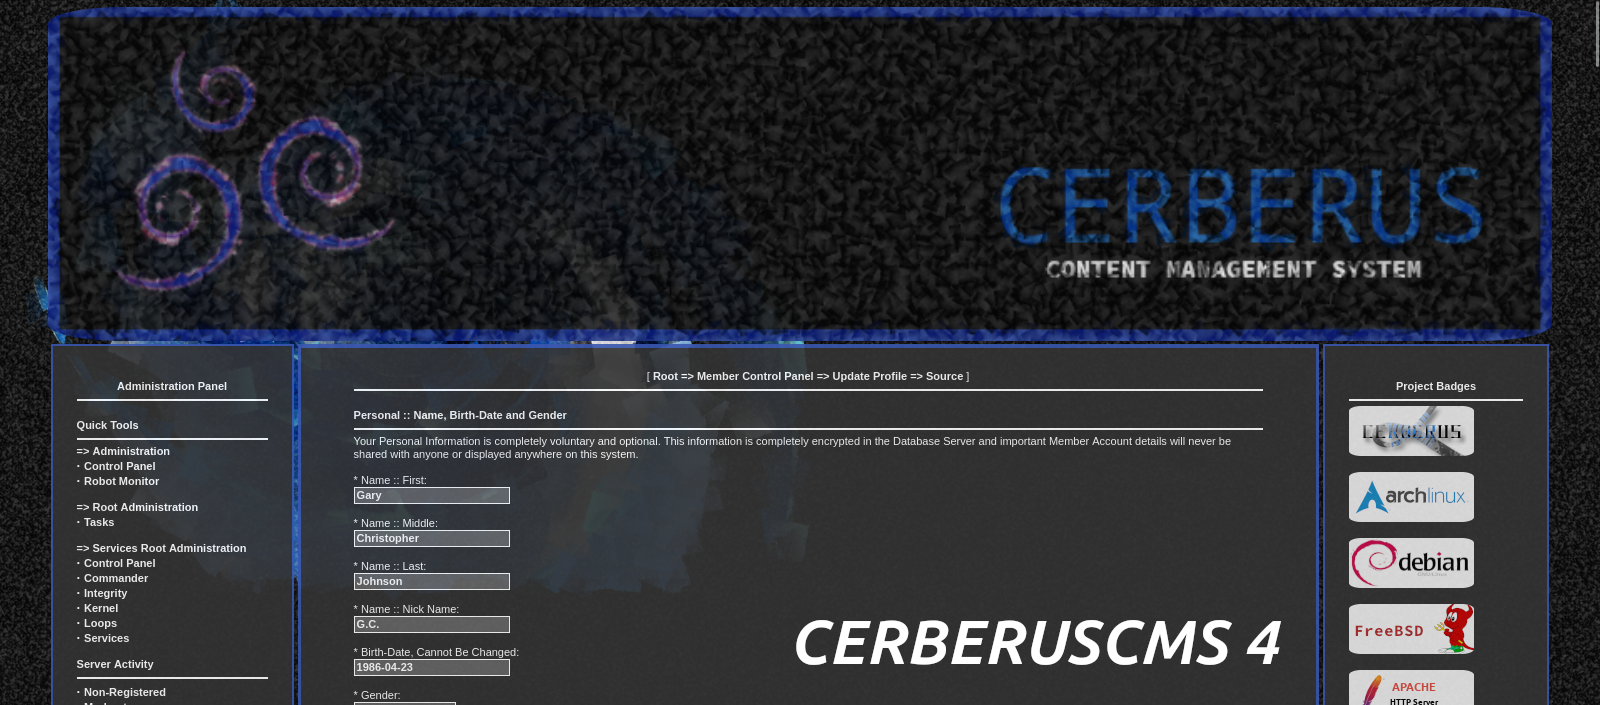 CERBERUS
CONTENT MANAGEMENT SYSTEM
Administration Panel
Quick Tools
=> Administration
· Control Panel
· Robot Monitor
=> Root Administration
· Tasks
=> Services Root Administration
· Control Panel
· Commander
· Integrity
· Kernel
· Loops
· Services
Server Activity
· Non-Registered
[ Root => Member Control Panel => Update Profile => Source ]
Personal :: Name, Birth-Date and Gender
Your Personal Information is completely voluntary and optional. This information is completely encrypted in the Database Server and important Member Account details will never be
shared with anyone or displayed anywhere on this system.
* Name :: First:
Gary
* Name :: Middle:
Christopher
* Name :: Last:
Johnson
* Name :: Nick Name:
G.C.
* Birth-Date, Cannot Be Changed:
1986-04-23
* Gender:
CERBERUSCMS 4
Project Badges
CERBERUS
archlinux
debian
FreeBSD
APACHE
HTTP Server